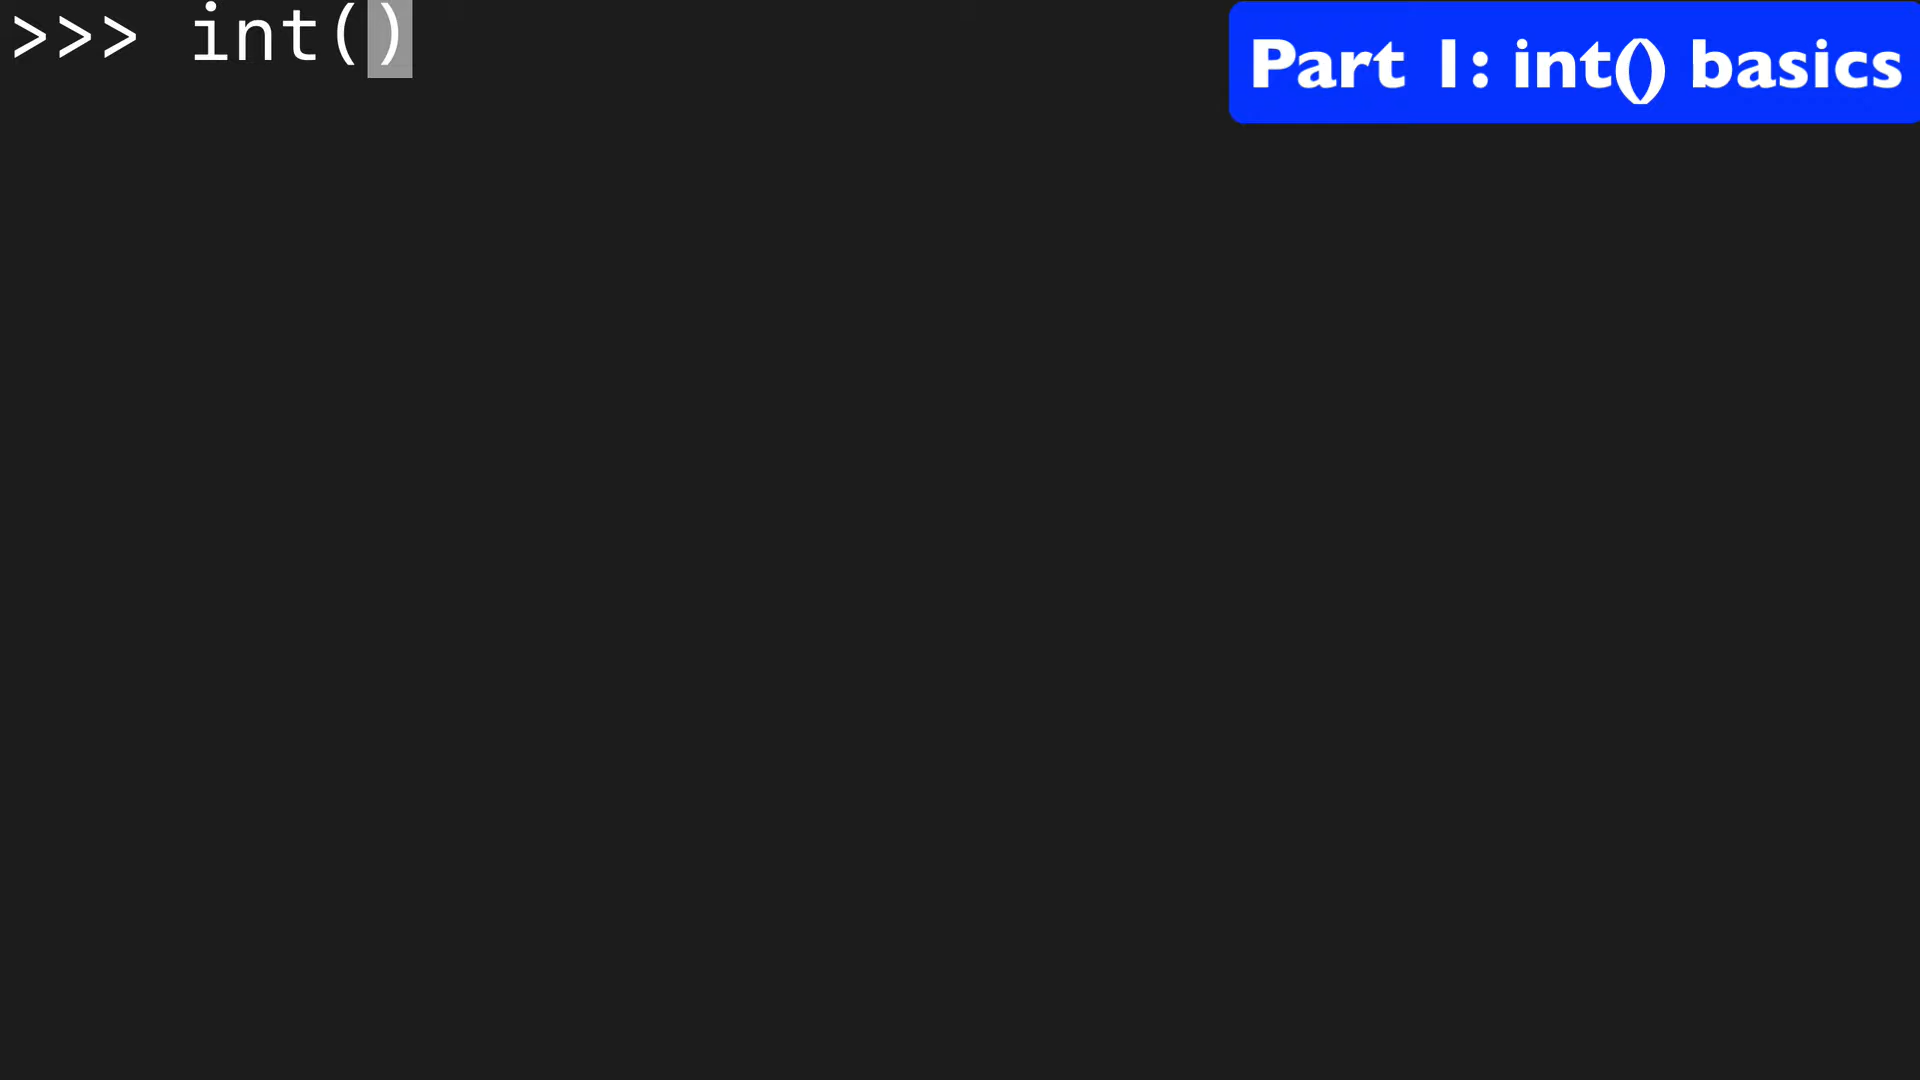 >>> int()
Part 1: int() basics